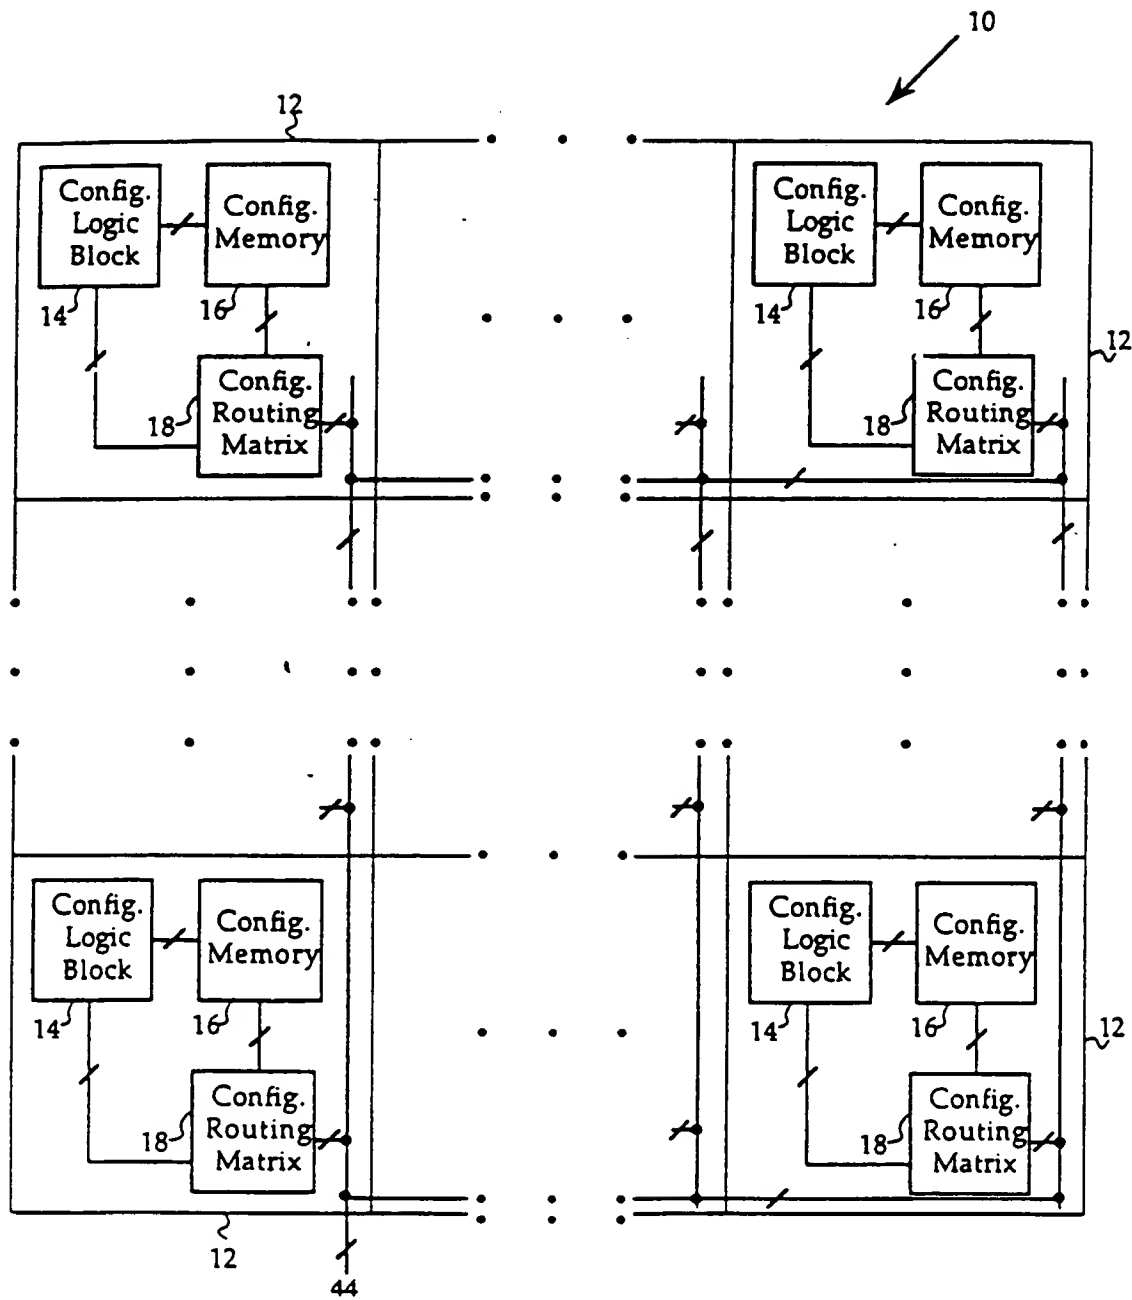 10
12
Config.
Logic
Block
Config.
Memory
Config.
Logic
Block
Config.
Memory
14
16
14
16
12
18
Config.
Routing
Matrix
18
Config.
Routing
Matrix
Config.
Logic
Block
Config.
Memory
Config.
Logic
Block
Config.
Memory
14
16
14
16
12
18
Config.
Routing
Matrix
18
Config.
Routing
Matrix
12
44